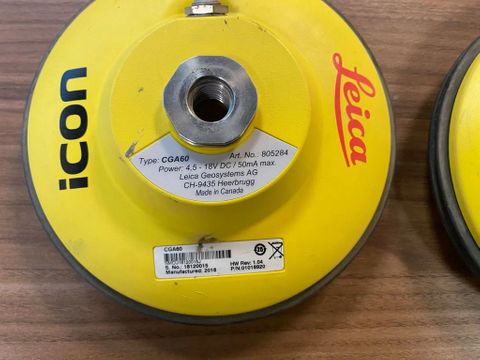 icon
Leica
Type: CGA60 Art. No.: 805284
Power: 4,5 - 18V DC / 50mA max.
Leica Geosystems AG
CH-9435 Heerbrugg
Made in Canada
CGA60
S. No. 18120015
Manufactured: 2018
HW Rev: 1.04
P/N.01018920
25